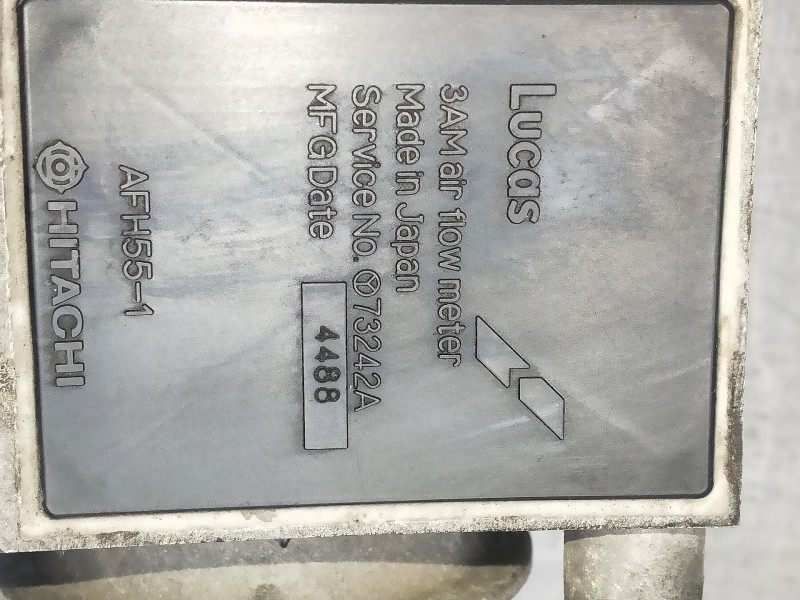 Lucas
3AM air flow meter
Made in Japan
Service No. 73242A
MFG Date 4488
AFH55-1
HITACHI